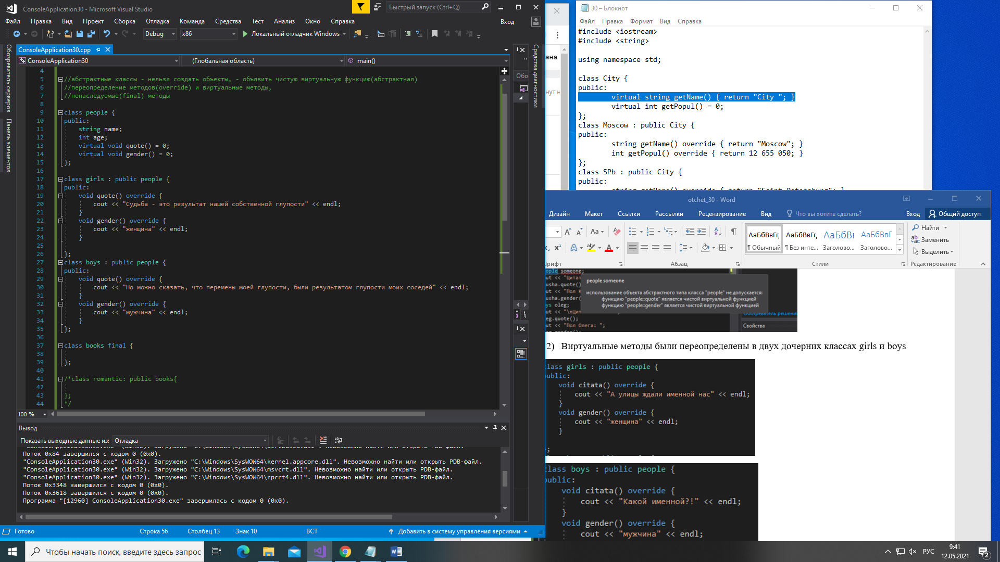 ConsoleApplication30 - Microsoft Visual Studio
Быстрый запуск (Ctrl+Q)
Файл Правка Вид Проект Сборка Отладка Команда Средства Тест Анализ Окно Справка
Вход
Debug x86 Локальный отладчик Windows
Обозреватель серверов
Панель элементов
ConsoleApplication30.cpp
ConsoleApplication30 (Глобальная область) main()
4
5 //абстрактные классы - нельзя создать объекты, - объявить чистую виртуальную функцию(абстрактная)
6 //переопределение методов(override) и виртуальные методы,
7 //ненаследуемые(final) методы
8
9 class people {
10 public:
11 string name;
12 int age;
13 virtual void quote() = 0;
14 virtual void gender() = 0;
15 };
16
17 class girls : public people {
18 public:
19 void quote() override {
20 cout << "Судьба - это результат нашей собственной глупости" << endl;
21 }
22 void gender() override {
23 cout << "женщина" << endl;
24 }
25
26 };
27 class boys : public people {
28 public:
29 void quote() override {
30 cout << "Но можно сказать, что перемены моей глупости, были результатом глупости моих соседей" << endl;
31 }
32 void gender() override {
33 cout << "мужчина" << endl;
34 }
35 };
36
37 class books final {
38
39 };
40
41 /*class romantic: public books{
42
43 };
44 */
100 %
Вывод
Показать выходные данные из: Отладка
Поток 0x84 завершился с кодом 0 (0x0).
"ConsoleApplication30.exe" (Win32). Загружено "C:\Windows\SysWOW64\kernel.appcore.dll". Невозможно найти или открыть PDB-файл.
"ConsoleApplication30.exe" (Win32). Загружено "C:\Windows\SysWOW64\msvcrt.dll". Невозможно найти или открыть PDB-файл.
"ConsoleApplication30.exe" (Win32). Загружено "C:\Windows\SysWOW64\rpcrt4.dll". Невозможно найти или открыть PDB-файл.
Поток 0x3348 завершился с кодом 0 (0x0).
Поток 0x3618 завершился с кодом 0 (0x0).
Программа "[12960] ConsoleApplication30.exe" завершилась с кодом 0 (0x0).
Готово Строка 56 Столбец 13 Знак 10 ВСТ Добавить в систему управления версиями
Средства диагностики
Обо
ана
нут н
30 – Блокнот
Файл Правка Формат Вид Справка
#include <iostream>
#include <string>
using namespace std;
class City {
public:
virtual string getName() { return "City "; }
virtual int getPopul() = 0;
};
class Moscow : public City {
public:
string getName() override { return "Moscow"; }
int getPopul() override { return 12 655 050; }
};
class SPb : public City {
public:
otchet_30 - Word
Дизайн Макет Ссылки Рассылки Рецензирование Вид Что вы хотите сделать? Вход Общий доступ
АаБбВвГг, АаБбВвГг, АаБбВı АаБбВвГ
¶ Обычный ¶ Без инте... Заголово... Заголово...
Найти
Заменить
Выделить
рифт Абзац Стили Редактирование
ople someone;
ut << "Цитат
usha.quote()
ut << "Пол К
usha.gender(
ys oleg;
ut << "\nЦит
eg.quote();
ut << "Пол Олега: ";
people someone
использование объекта абстрактного типа класса "people" не допускается:
функцию "people::quote" является чистой виртуальной функцией
функцию "people::gender" является чистой виртуальной функцией
Обозреватель решений
Свойства
2) Виртуальные методы были переопределены в двух дочерних классах girls и boys
lass girls : public people {
public:
void citata() override {
cout << "А улицы ждали именной нас" << endl;
}
void gender() override {
cout << "женщина" << endl;
}
};
class boys : public people {
public:
void citata() override {
cout << "Какой именной?!" << endl;
}
void gender() override {
cout << "мужчина" << endl;
Чтобы начать поиск, введите здесь запрос
РУС
9:41
12.05.2021
2